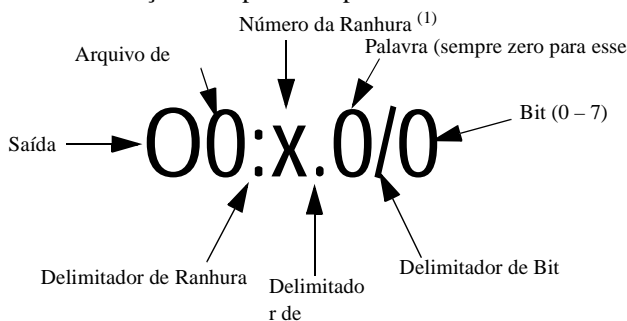 Número da Ranhura (1)
Palavra (sempre zero para esse
Arquivo de
Bit (0 – 7)
Saída
O0:x.0/0
Delimitador de Ranhura
Delimitado
r de
Delimitador de Bit